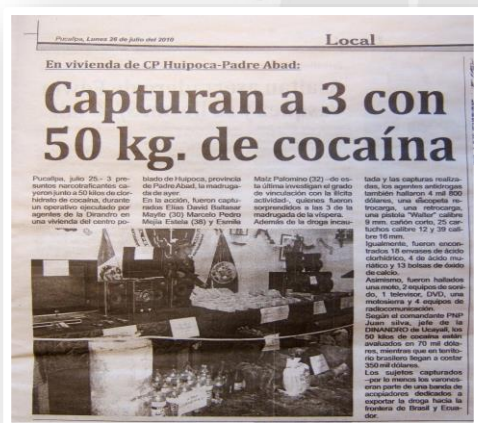 Pucallpa, Lunes 26 de julio del 2010
Local
En vivienda de CP Huipoca-Padre Abad:
Capturan a 3 con
50 kg. de cocaína
Pucallpa, julio 25.- 3 pre-
suntos narcotraficantes ca-
yeron junto a 50 kilos de clor-
hidrato de cocaína, durante
un operativo ejecutado por
agentes de la Dirandro en
una vivienda del centro po-
blado de Huipoca, provincia
de Padre Abad, la madruga-
da de ayer.
En la acción, fueron captu-
rados Elías David Baltasar
Maylle (30) Marcelo Pedro
Mejía Estela (38) y Esmila
Maíz Palomino (32) -de es-
ta última investigan el grado
de vinculación con la ilícita
actividad-, quienes fueron
sorprendidos a las 3 de la
madrugada de la víspera.
Además de la droga incau-
tada y las capturas realiza-
das, los agentes antidrogas
también hallaron 4 mil 800
dólares, una escopeta re-
trocarga, una retrocarga,
una pistola "Walter" calibre
9 mm. cañón corto, 25 car-
tuchos calibre 12 y 39 cali-
bre 16 mm.
Igualmente, fueron encon-
trados 18 envases de ácido
clorhídrico, 4 de ácido mu-
riático y 13 bolsas de óxido
de calcio.
Asimismo, fueron hallados
una moto, 2 equipos de soni-
do, 1 televisor, DVD, una
motosierra y 4 equipos de
radiocomunicación.
Según el comandante PNP
Juan silva, jefe de la
DINANDRO de Ucayali, los
50 kilos de cocaína están
avaluados en 70 mil dóla-
res, mientras que en territo-
rio brasilero llegan a costar
350 mil dólares.
Los sujetos capturados
-por lo menos los varones-
eran parte de una banda de
acopiadores dedicados a
exportar la droga hacia la
frontera de Brasil y Ecua-
dor.